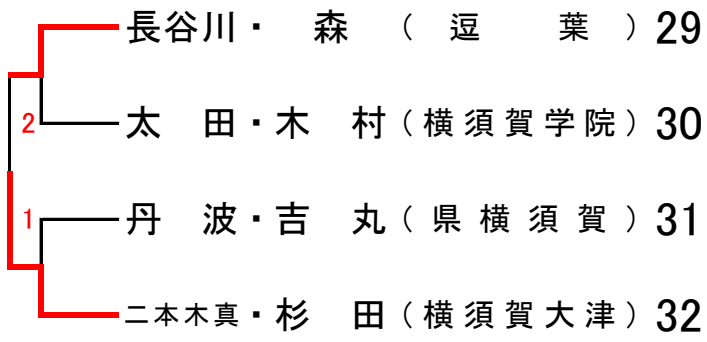 長谷川・森（逗葉）29
2
太田・木村（横須賀学院）30
1
丹波・吉丸（県横須賀）31
二本木真・杉田（横須賀大津）32